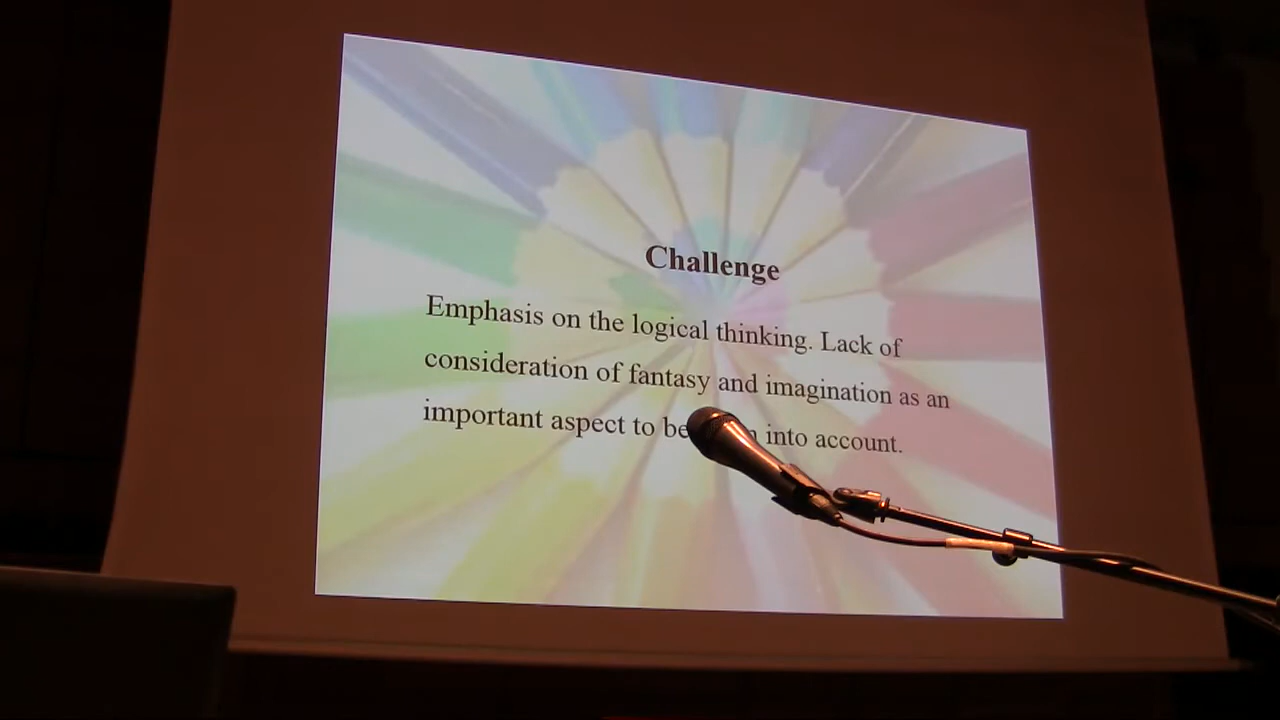 Challenge
Emphasis on the logical thinking. Lack of
consideration of fantasy and imagination as an
important aspect to be into account.